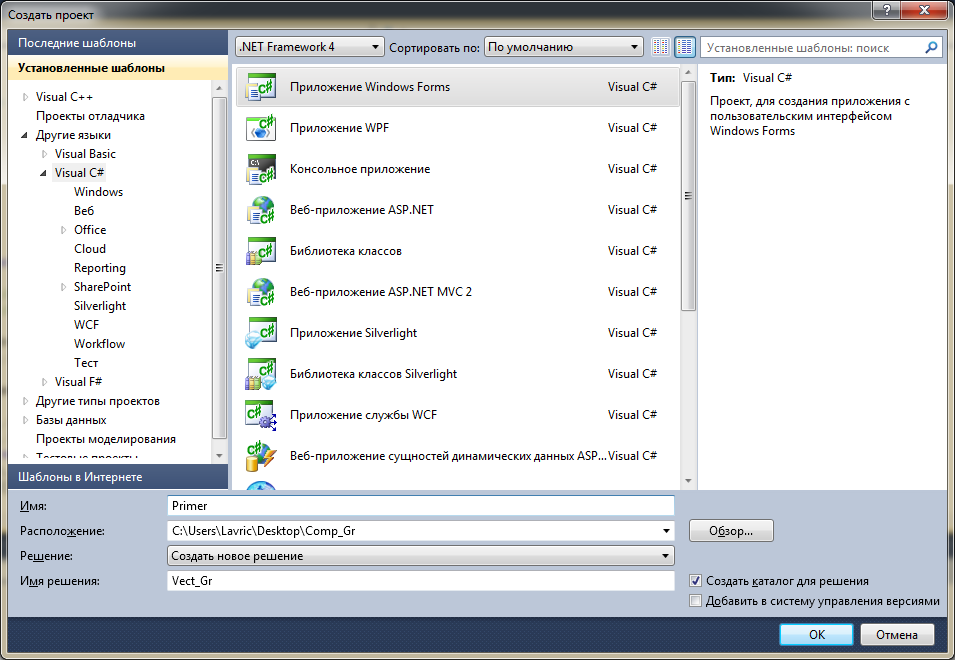 Создать проект
Последние шаблоны
Установленные шаблоны
Visual C++
Проекты отладчика
Другие языки
Visual Basic
Visual C#
Windows
Веб
Office
Cloud
Reporting
SharePoint
Silverlight
WCF
Workflow
Тест
Visual F#
Другие типы проектов
Базы данных
Проекты моделирования
Тестовые проекты
Шаблоны в Интернете
.NET Framework 4
Сортировать по: По умолчанию
Установленные шаблоны: поиск
Приложение Windows Forms Visual C#
Приложение WPF Visual C#
Консольное приложение Visual C#
Веб-приложение ASP.NET Visual C#
Библиотека классов Visual C#
Веб-приложение ASP.NET MVC 2 Visual C#
Приложение Silverlight Visual C#
Библиотека классов Silverlight Visual C#
Приложение службы WCF Visual C#
Веб-приложение сущностей динамических данных ASP... Visual C#
Тип: Visual C#
Проект, для создания приложения с
пользовательским интерфейсом
Windows Forms
Имя: Primer
Расположение: C:\Users\Lavric\Desktop\Comp_Gr
Обзор...
Решение: Создать новое решение
Имя решения: Vect_Gr
Создать каталог для решения
Добавить в систему управления версиями
OK
Отмена